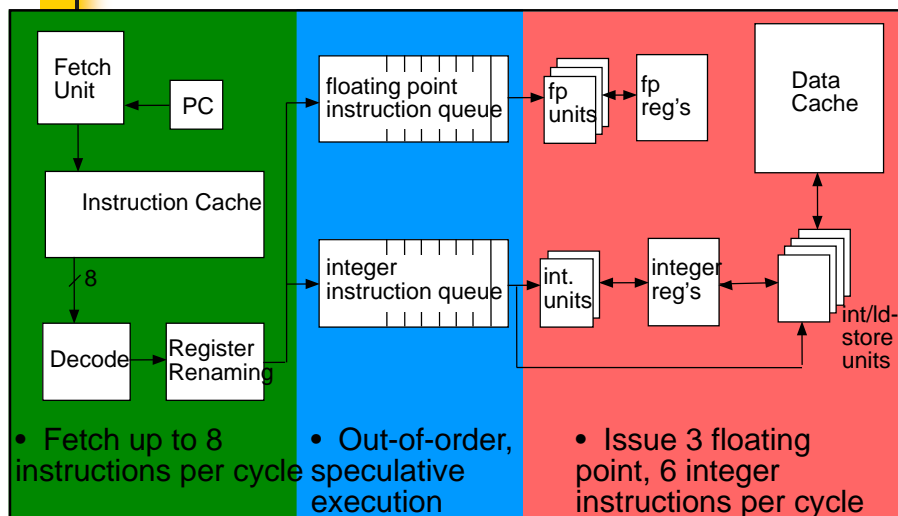 Fetch
Unit
PC
Instruction Cache
8
Decode
Register
Renaming
floating point
instruction queue
integer
instruction queue
fp
units
fp
reg's
Data
Cache
int.
units
integer
reg's
int/ld-
store
units
• Fetch up to 8
instructions per cycle
• Out-of-order,
speculative
execution
• Issue 3 floating
point, 6 integer
instructions per cycle